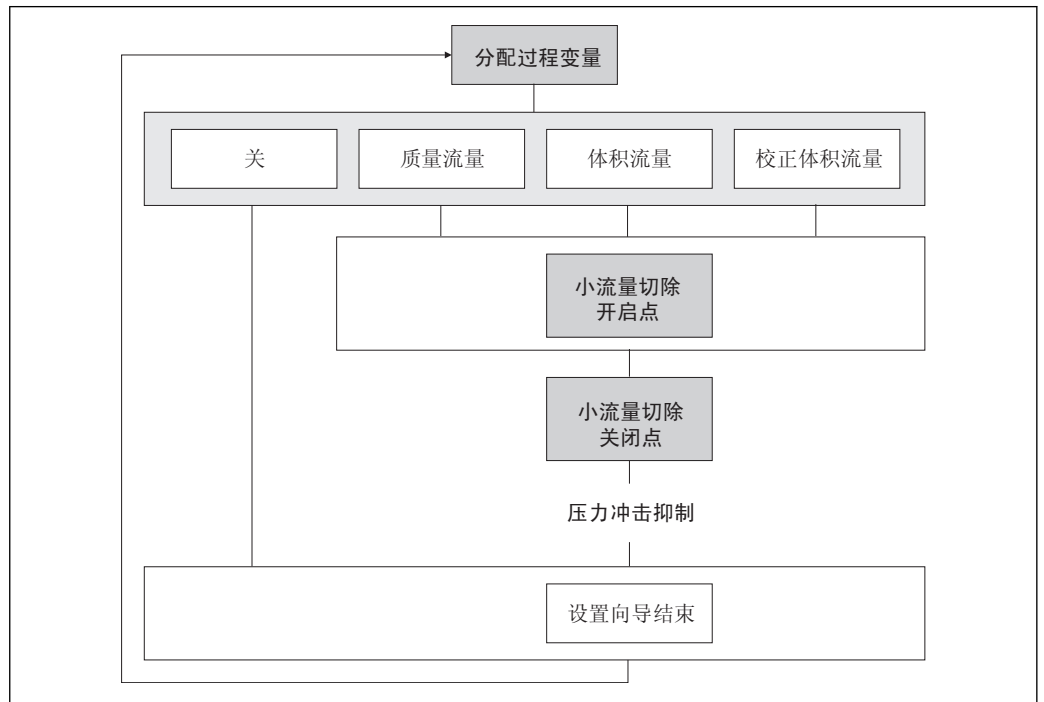 分配过程变量
关
质量流量
体积流量
校正体积流量
小流量切除
开启点
小流量切除
关闭点
压力冲击抑制
设置向导结束